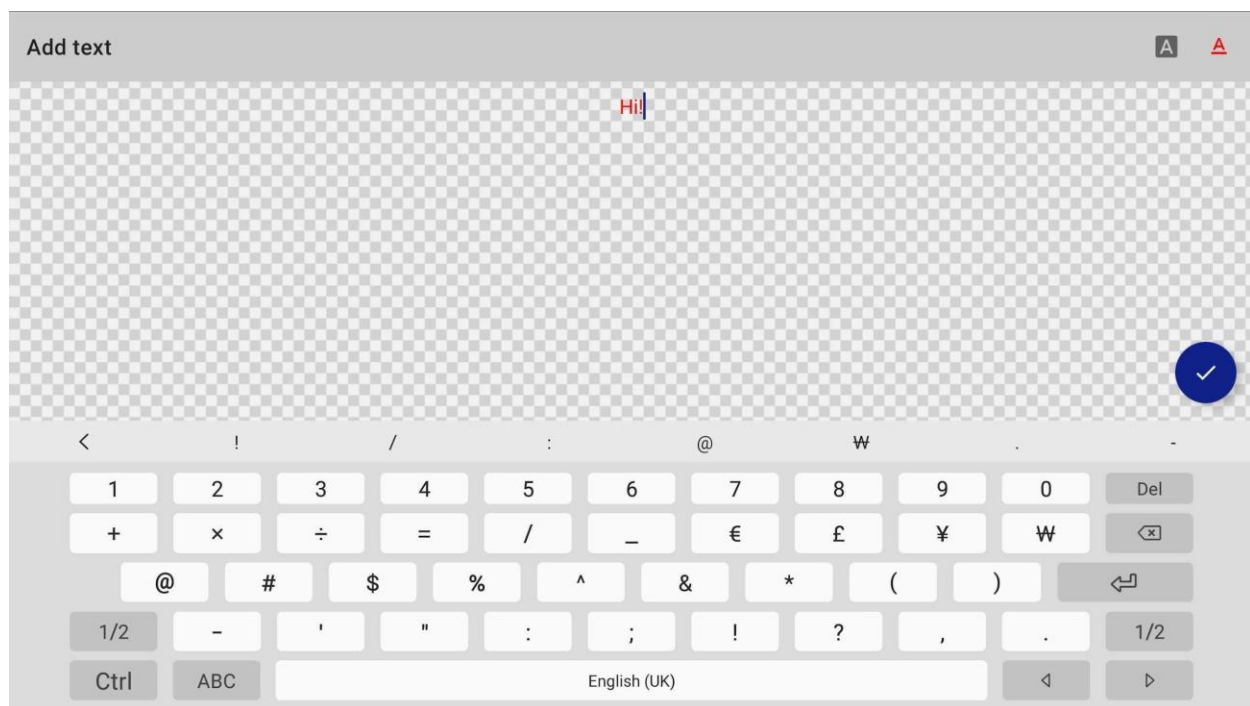 Add text
A A
Hi!
! / : @ ₩ . -
1 2 3 4 5 6 7 8 9 0 Del
+ × ÷ = / _ € £ ¥ ₩
@ # $ % ^ & * ( )
1/2 - ' " : ; ! ? , . 1/2
Ctrl ABC English (UK)